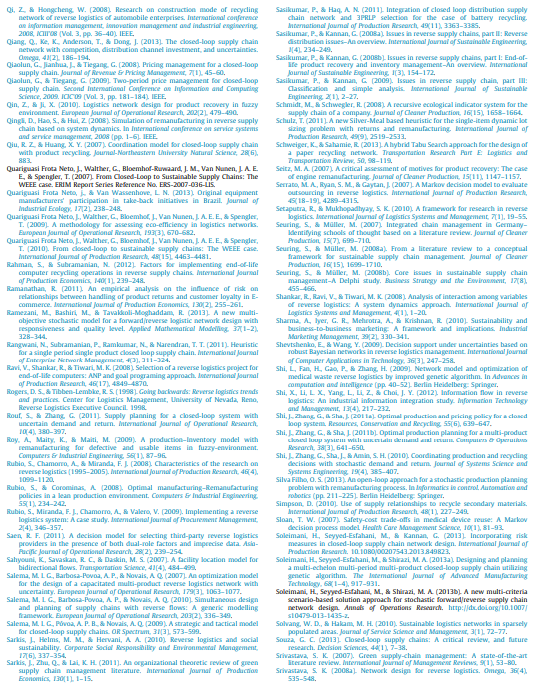 Qi, Z., & Hongcheng, W. (2008). Research on construction mode of recycling
network of reverse logistics of automobile enterprises. International conference
on information management, innovation management and industrial engineering,
2008, ICIII'08 (Vol. 3, pp. 36–40). IEEE.
Qiang, Q., Ke, K., Anderson, T., & Dong, J. (2013). The closed-loop supply chain
network with competition, distribution channel investment, and uncertainties.
Omega, 41(2), 186–194.
Qiaolun, G., Jianhua, J., & Tiegang, G. (2008). Pricing management for a closed-loop
supply chain. Journal of Revenue & Pricing Management, 7(1), 45–60.
Qiaolun, G., & Tiegang, G. (2009). Two-period price management for closed-loop
supply chain. Second International Conference on Information and Computing
Science, 2009, ICIC'09 (Vol. 3, pp. 181–184). IEEE.
Qin, Z., & Ji, X. (2010). Logistics network design for product recovery in fuzzy
environment. European Journal of Operational Research, 202(2), 479–490.
Qingli, D., Hao, S., & Hui, Z. (2008). Simulation of remanufacturing in reverse supply
chain based on system dynamics. In International conference on service systems
and service management, 2008 (pp. 1–6). IEEE.
Qu, R. Z., & Huang, X. Y. (2007). Coordination model for closed-loop supply chain
with product recycling. Journal-Northeastern University Natural Science, 28(6),
883.
Quariguasi Frota Neto, J., Walther, G., Bloemhof-Ruwaard, J. M., Van Nunen, J. A. E.
E., & Spengler, T. (2007). From Closed-Loop to Sustainable Supply Chains: The
WEEE case. ERIM Report Series Reference No. ERS-2007-036-LIS.
Quariguasi Frota Neto, J., & Van Wassenhove, L. N. (2013). Original equipment
manufacturers' participation in take-back initiatives in Brazil. Journal of
Industrial Ecology, 17(2), 238–248.
Quariguasi Frota Neto, J., Walther, G., Bloemhof, J., Van Nunen, J. A. E. E., & Spengler,
T. (2009). A methodology for assessing eco-efficiency in logistics networks.
European Journal of Operational Research, 193(3), 670–682.
Quariguasi Frota Neto, J., Walther, G., Bloemhof, J., Van Nunen, J. A. E. E., & Spengler,
T. (2010). From closed-loop to sustainable supply chains: The WEEE case.
International Journal of Production Research, 48(15), 4463–4481.
Rahman, S., & Subramanian, N. (2012). Factors for implementing end-of-life
computer recycling operations in reverse supply chains. International Journal
of Production Economics, 140(1), 239–248.
Ramanathan, R. (2011). An empirical analysis on the influence of risk on
relationships between handling of product returns and customer loyalty in E-
commerce. International Journal of Production Economics, 130(2), 255–261.
Ramezani, M., Bashiri, M., & Tavakkoli-Moghaddam, R. (2013). A new multi-
objective stochastic model for a forward/reverse logistic network design with
responsiveness and quality level. Applied Mathematical Modelling, 37(1–2),
328–344.
Rangwani, N., Subramanian, P., Ramkumar, N., & Narendran, T. T. (2011). Heuristic
for a single period single product closed loop supply chain. International Journal
of Enterprise Network Management, 4(3), 311–324.
Ravi, V., Shankar, R., & Tiwari, M. K. (2008). Selection of a reverse logistics project for
end-of-life computers: ANP and goal programing approach. International Journal
of Production Research, 46(17), 4849–4870.
Rogers, D. S., & Tibben-Lembke, R. S. (1998). Going backwards: Reverse logistics trends
and practices. Center for Logistics Management, University of Nevada, Reno,
Reverse Logistics Executive Council. 1998.
Rouf, S., & Zhang, G. (2011). Supply planning for a closed-loop system with
uncertain demand and return. International Journal of Operational Research,
10(4), 380–397.
Roy, A., Maity, K., & Maiti, M. (2009). A production–Inventory model with
remanufacturing for defective and usable items in fuzzy-environment.
Computers & Industrial Engineering, 56(1), 87–96.
Rubio, S., Chamorro, A., & Miranda, F. J. (2008). Characteristics of the research on
reverse logistics (1995–2005). International Journal of Production Research, 46(4),
1099–1120.
Rubio, S., & Corominas, A. (2008). Optimal manufacturing–Remanufacturing
policies in a lean production environment. Computers & Industrial Engineering,
55(1), 234–242.
Rubio, S., Miranda, F. J., Chamorro, A., & Valero, V. (2009). Implementing a reverse
logistics system: A case study. International Journal of Procurement Management,
2(4), 346–357.
Saen, R. F. (2011). A decision model for selecting third-party reverse logistics
providers in the presence of both dual-role factors and imprecise data. Asia-
Pacific Journal of Operational Research, 28(2), 239–254.
Sahyouni, K., Savaskan, R. C., & Daskin, M. S. (2007). A facility location model for
bidirectional flows. Transportation Science, 41(4), 484–499.
Salema, M. I. G., Barbosa-Povoa, A. P., & Novais, A. Q. (2007). An optimization model
for the design of a capacitated multi-product reverse logistics network with
uncertainty. European Journal of Operational Research, 179(3), 1063–1077.
Salema, M. I. G., Barbosa-Povoa, A. P., & Novais, A. Q. (2010). Simultaneous design
and planning of supply chains with reverse flows: A generic modelling
framework. European Journal of Operational Research, 203(2), 336–349.
Salema, M. I. G., Póvoa, A. P. B., & Novais, A. Q. (2009). A strategic and tactical model
for closed-loop supply chains. OR Spectrum, 31(3), 573–599.
Sarkis, J., Helms, M. M., & Hervani, A. A. (2010). Reverse logistics and social
sustainability. Corporate Social Responsibility and Environmental Management,
17(6), 337–354.
Sarkis, J., Zhu, Q., & Lai, K. H. (2011). An organizational theoretic review of green
supply chain management literature. International Journal of Production
Economics, 130(1), 1–15.
Sasikumar, P., & Haq, A. N. (2011). Integration of closed loop distribution supply
chain network and 3PRLP selection for the case of battery recycling.
International Journal of Production Research, 49(11), 3363–3385.
Sasikumar, P., & Kannan, G. (2008a). Issues in reverse supply chains, part II: Reverse
distribution issues–An overview. International Journal of Sustainable Engineering,
1(4), 234–249.
Sasikumar, P., & Kannan, G. (2008b). Issues in reverse supply chains, part I: End-of-
life product recovery and inventory management–An overview. International
Journal of Sustainable Engineering, 1(3), 154–172.
Sasikumar, P., & Kannan, G. (2009). Issues in reverse supply chain, part III:
Classification and simple analysis. International Journal of Sustainable
Engineering, 2(1), 2–27.
Schmidt, M., & Schwegler, R. (2008). A recursive ecological indicator system for the
supply chain of a company. Journal of Cleaner Production, 16(15), 1658–1664.
Schulz, T. (2011). A new Silver-Meal based heuristic for the single-item dynamic lot
sizing problem with returns and remanufacturing. International Journal of
Production Research, 49(9), 2519–2533.
Schweiger, K., & Sahamie, R. (2013). A hybrid Tabu Search approach for the design of
a paper recycling network. Transportation Research Part E: Logistics and
Transportation Review, 50, 98–119.
Seitz, M. A. (2007). A critical assessment of motives for product recovery: The case
of engine remanufacturing. Journal of Cleaner Production, 15(11), 1147–1157.
Serrato, M. A., Ryan, S. M., & Gaytan, J. (2007). A Markov decision model to evaluate
outsourcing in reverse logistics. International Journal of Production Research,
45(18–19), 4289–4315.
Setaputra, R., & Mukhopadhyay, S. K. (2010). A framework for research in reverse
logistics. International Journal of Logistics Systems and Management, 7(1), 19–55.
Seuring, S., & Müller, M. (2007). Integrated chain management in Germany–
Identifying schools of thought based on a literature review. Journal of Cleaner
Production, 15(7), 699–710.
Seuring, S., & Müller, M. (2008a). From a literature review to a conceptual
framework for sustainable supply chain management. Journal of Cleaner
Production, 16(15), 1699–1710.
Seuring, S., & Müller, M. (2008b). Core issues in sustainable supply chain
management–A Delphi study. Business Strategy and the Environment, 17(8),
455–466.
Shankar, R., Ravi, V., & Tiwari, M. K. (2008). Analysis of interaction among variables
of reverse logistics: A system dynamics approach. International Journal of
Logistics Systems and Management, 4(1), 1–20.
Sharma, A., Iyer, G. R., Mehrotra, A., & Krishnan, R. (2010). Sustainability and
business-to-business marketing: A framework and implications. Industrial
Marketing Management, 39(2), 330–341.
Shevtshenko, E., & Wang, Y. (2009). Decision support under uncertainties based on
robust Bayesian networks in reverse logistics management. International Journal
of Computer Applications in Technology, 36(3), 247–258.
Shi, L., Fan, H., Gao, P., & Zhang, H. (2009). Network model and optimization of
medical waste reverse logistics by improved genetic algorithm. In Advances in
computation and intelligence (pp. 40–52). Berlin Heidelberg: Springer.
Shi, X., Li, L. X., Yang, L., Li, Z., & Choi, J. Y. (2012). Information flow in reverse
logistics: An industrial information integration study. Information Technology
and Management, 13(4), 217–232.
Shi, J., Zhang, G., & Sha, J. (2011a). Optimal production and pricing policy for a closed
loop system. Resources, Conservation and Recycling, 55(6), 639–647.
Shi, J., Zhang, G., & Sha, J. (2011b). Optimal production planning for a multi-product
closed loop system with uncertain demand and return. Computers & Operations
Research, 38(3), 641–650.
Shi, J., Zhang, G., Sha, J., & Amin, S. H. (2010). Coordinating production and recycling
decisions with stochastic demand and return. Journal of Systems Science and
Systems Engineering, 19(4), 385–407.
Silva Filho, O. S. (2013). An open-loop approach for a stochastic production planning
problem with remanufacturing process. In Informatics in control. Automation and
robotics (pp. 211–225). Berlin Heidelberg: Springer.
Simpson, D. (2010). Use of supply relationships to recycle secondary materials.
International Journal of Production Research, 48(1), 227–249.
Sloan, T. W. (2007). Safety-cost trade-offs in medical device reuse: A Markov
decision process model. Health Care Management Science, 10(1), 81–93.
Soleimani, H., Seyyed-Esfahani, M., & Kannan, G. (2013). Incorporating risk
measures in closed-loop supply chain network design. International Journal of
Production Research. 10.1080/00207543.2013.849823.
Soleimani, H., Seyyed-Esfahani, M., & Shirazi, M. A. (2013a). Designing and planning
a multi-echelon multi-period multi-product closed-loop supply chain utilizing
genetic algorithm. The International Journal of Advanced Manufacturing
Technology, 68(1–4), 917–931.
Soleimani, H., Seyyed-Esfahani, M., & Shirazi, M. A. (2013b). A new multi-criteria
scenario-based solution approach for stochastic forward/reverse supply chain
network design. Annals of Operations Research. http://dx.doi.org/10.1007/
s10479-013-1435-z.
Solvang, W. D., & Hakam, M. H. (2010). Sustainable logistics networks in sparsely
populated areas. Journal of Service Science and Management, 3(1), 72–77.
Souza, G. C. (2013). Closed-loop supply chains: A critical review, and future
research. Decision Sciences, 44(1), 7–38.
Srivastava, S. K. (2007). Green supply-chain management: A state-of-the-art
literature review. International Journal of Management Reviews, 9(1), 53–80.
Srivastava, S. K. (2008a). Network design for reverse logistics. Omega, 36(4),
535–548.